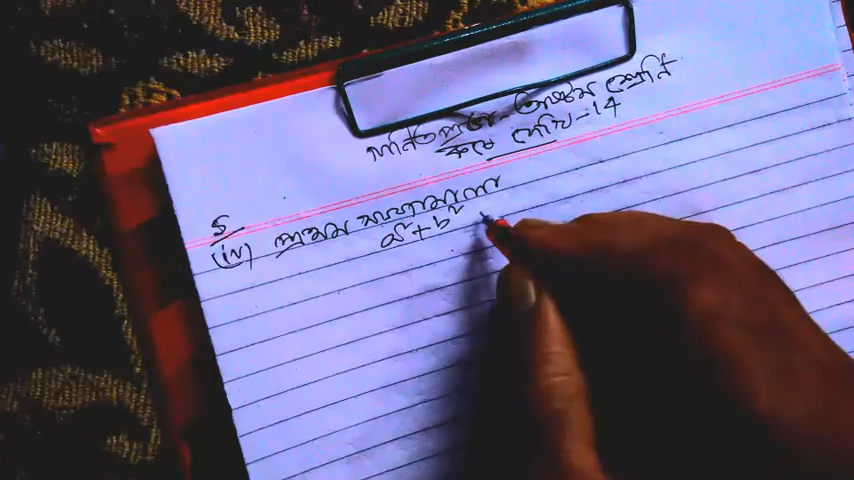 গণিতপ্রভা - অষ্টম শ্রেণি
কষে দেখি - 14
5
(iv) প্রথম সংখ্যামালা
a² + b²